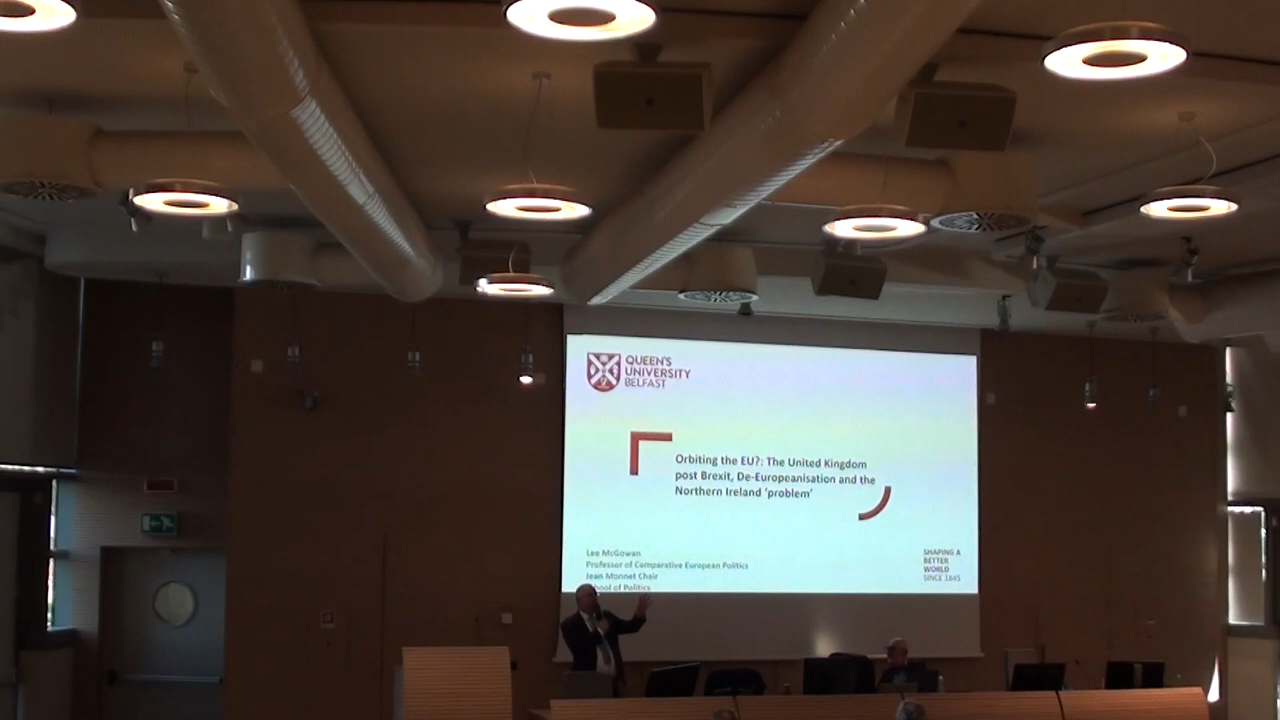 QUEEN'S
UNIVERSITY
BELFAST
Orbiting the EU?: The United Kingdom
post Brexit, De-Europeanisation and the
Northern Ireland ‘problem’
Lee McGowan
Professor of Comparative European Politics
Jean Monnet Chair
School of Politics
SHAPING A
BETTER
WORLD
SINCE 1845